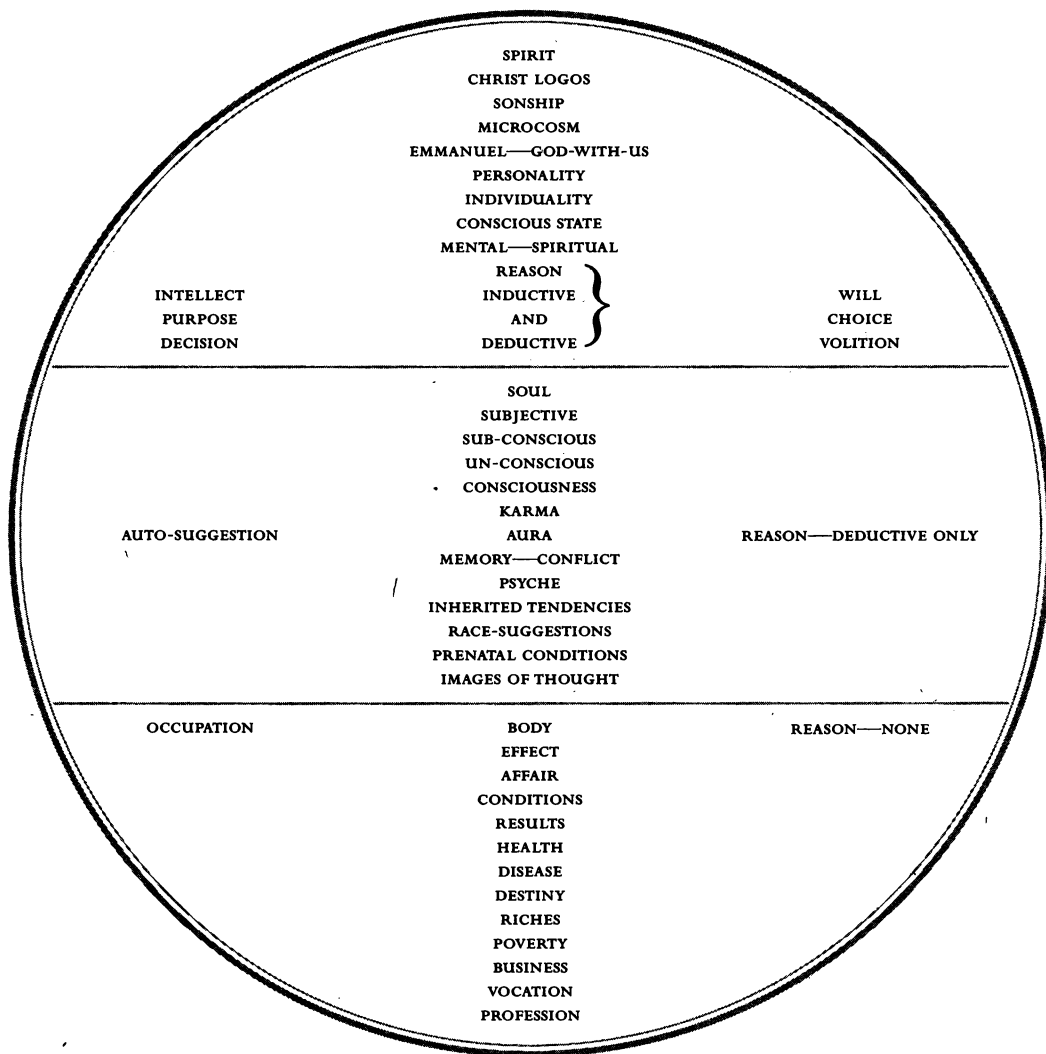 SPIRIT
CHRIST LOGOS
SONSHIP
MICROCOSM
EMMANUEL—GOD-WITH-US
PERSONALITY
INDIVIDUALITY
CONSCIOUS STATE
MENTAL—SPIRITUAL
REASON
INTELLECT INDUCTIVE WILL
PURPOSE AND CHOICE
DECISION DEDUCTIVE VOLITION
SOUL
SUBJECTIVE
SUB-CONSCIOUS
UN-CONSCIOUS
CONSCIOUSNESS
KARMA
AUTO-SUGGESTION AURA REASON—DEDUCTIVE ONLY
MEMORY—CONFLICT
PSYCHE
INHERITED TENDENCIES
RACE-SUGGESTIONS
PRENATAL CONDITIONS
IMAGES OF THOUGHT
OCCUPATION BODY REASON—NONE
EFFECT
AFFAIR
CONDITIONS
RESULTS
HEALTH
DISEASE
DESTINY
RICHES
POVERTY
BUSINESS
VOCATION
PROFESSION